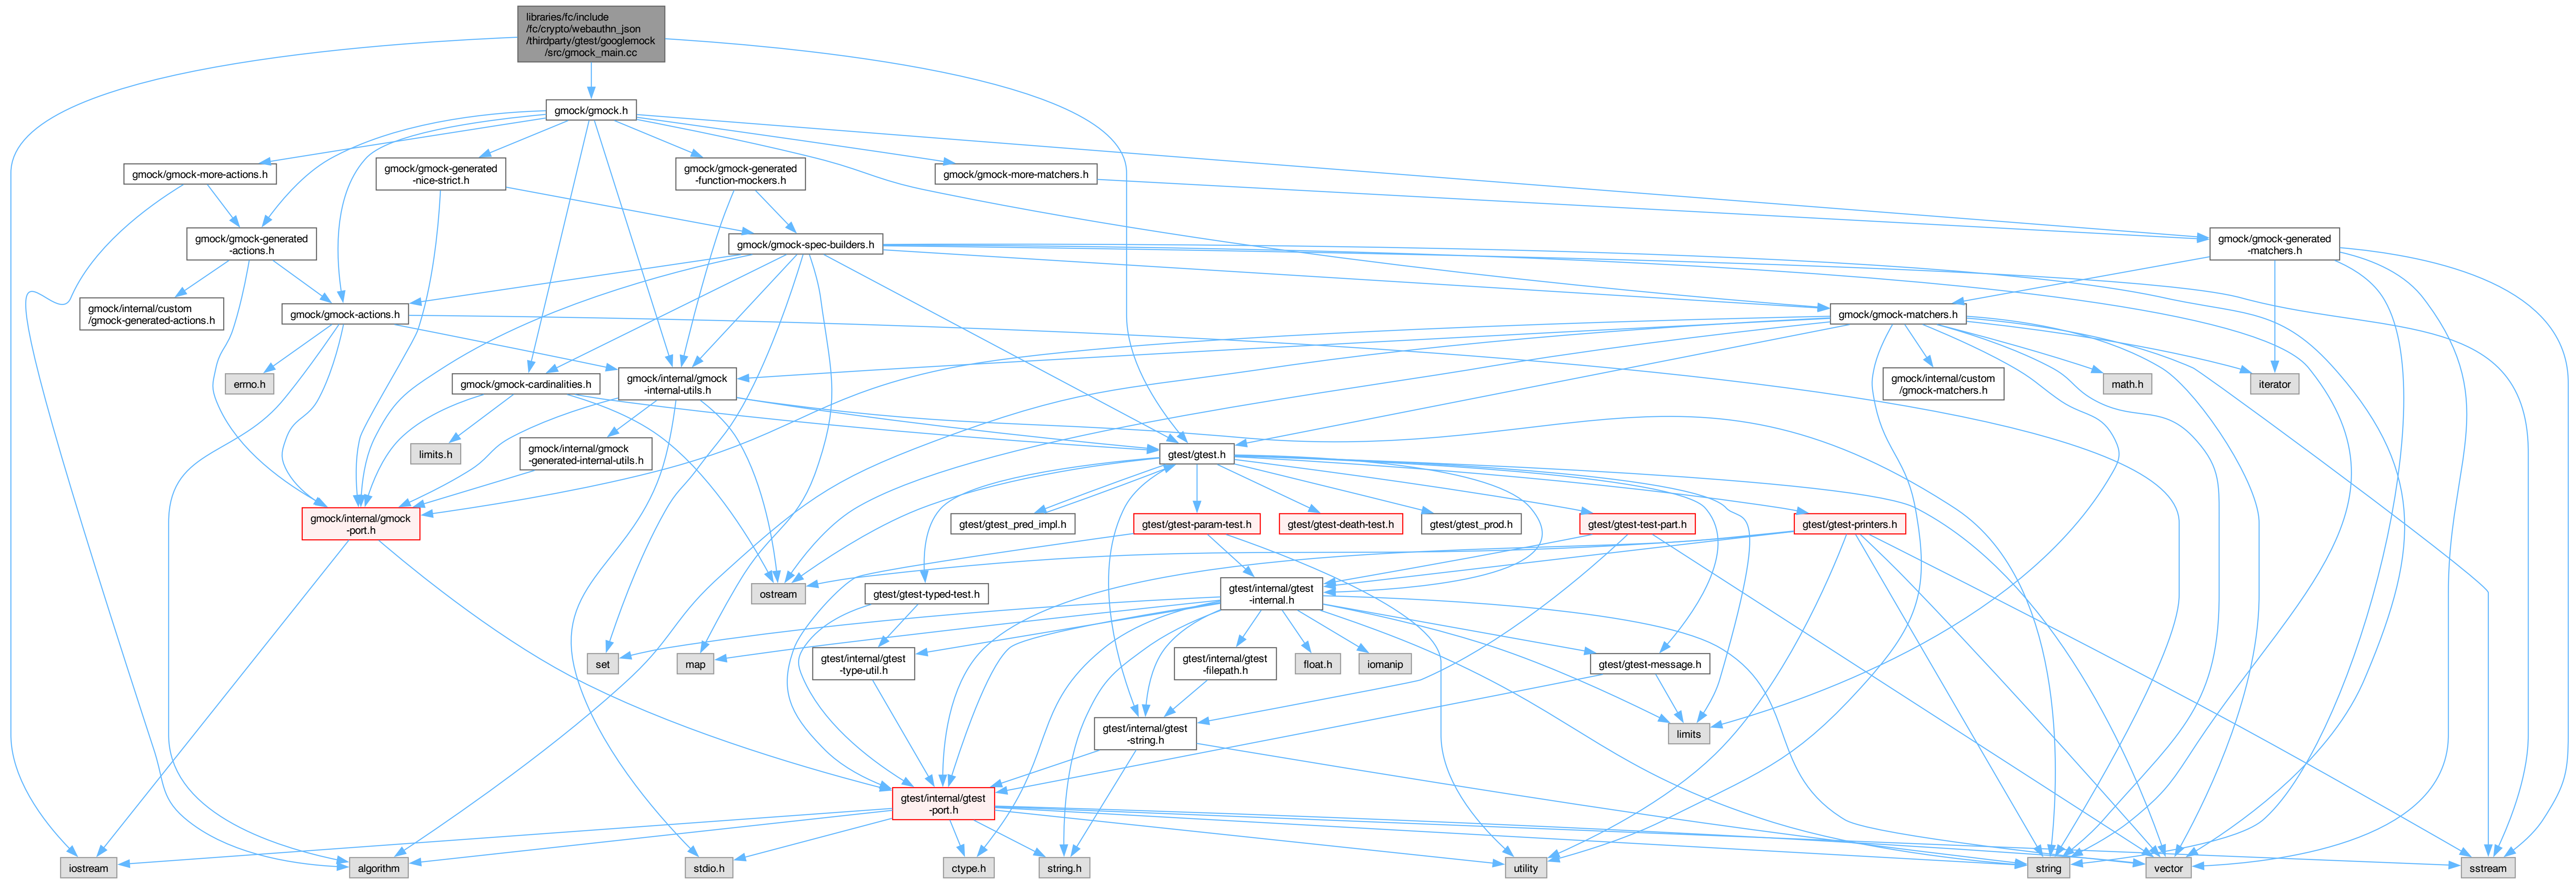 libraries/fc/include
/fc/crypto/webauthn_json
/thirdparty/gtest/googlemock
/src/gmock_main.cc
gmock/gmock.h
gmock/gmock-more-actions.h
gmock/gmock-generated
-nice-strict.h
gmock/gmock-generated
-function-mockers.h
gmock/gmock-more-matchers.h
gmock/gmock-generated
-actions.h
gmock/gmock-spec-builders.h
gmock/gmock-generated
-matchers.h
gmock/internal/custom
/gmock-generated-actions.h
gmock/gmock-actions.h
gmock/gmock-matchers.h
errno.h
gmock/gmock-cardinalities.h
gmock/internal/gmock
-internal-utils.h
gmock/internal/custom
/gmock-matchers.h
math.h
iterator
limits.h
gmock/internal/gmock
-generated-internal-utils.h
gtest/gtest.h
gmock/internal/gmock
-port.h
gtest/gtest_pred_impl.h
gtest/gtest-param-test.h
gtest/gtest-death-test.h
gtest/gtest_prod.h
gtest/gtest-test-part.h
gtest/gtest-printers.h
ostream
gtest/gtest-typed-test.h
gtest/internal/gtest
-internal.h
set
map
gtest/internal/gtest
-type-util.h
gtest/internal/gtest
-filepath.h
float.h
iomanip
gtest/gtest-message.h
gtest/internal/gtest
-string.h
limits
gtest/internal/gtest
-port.h
iostream
algorithm
stdio.h
ctype.h
string.h
utility
string
vector
sstream